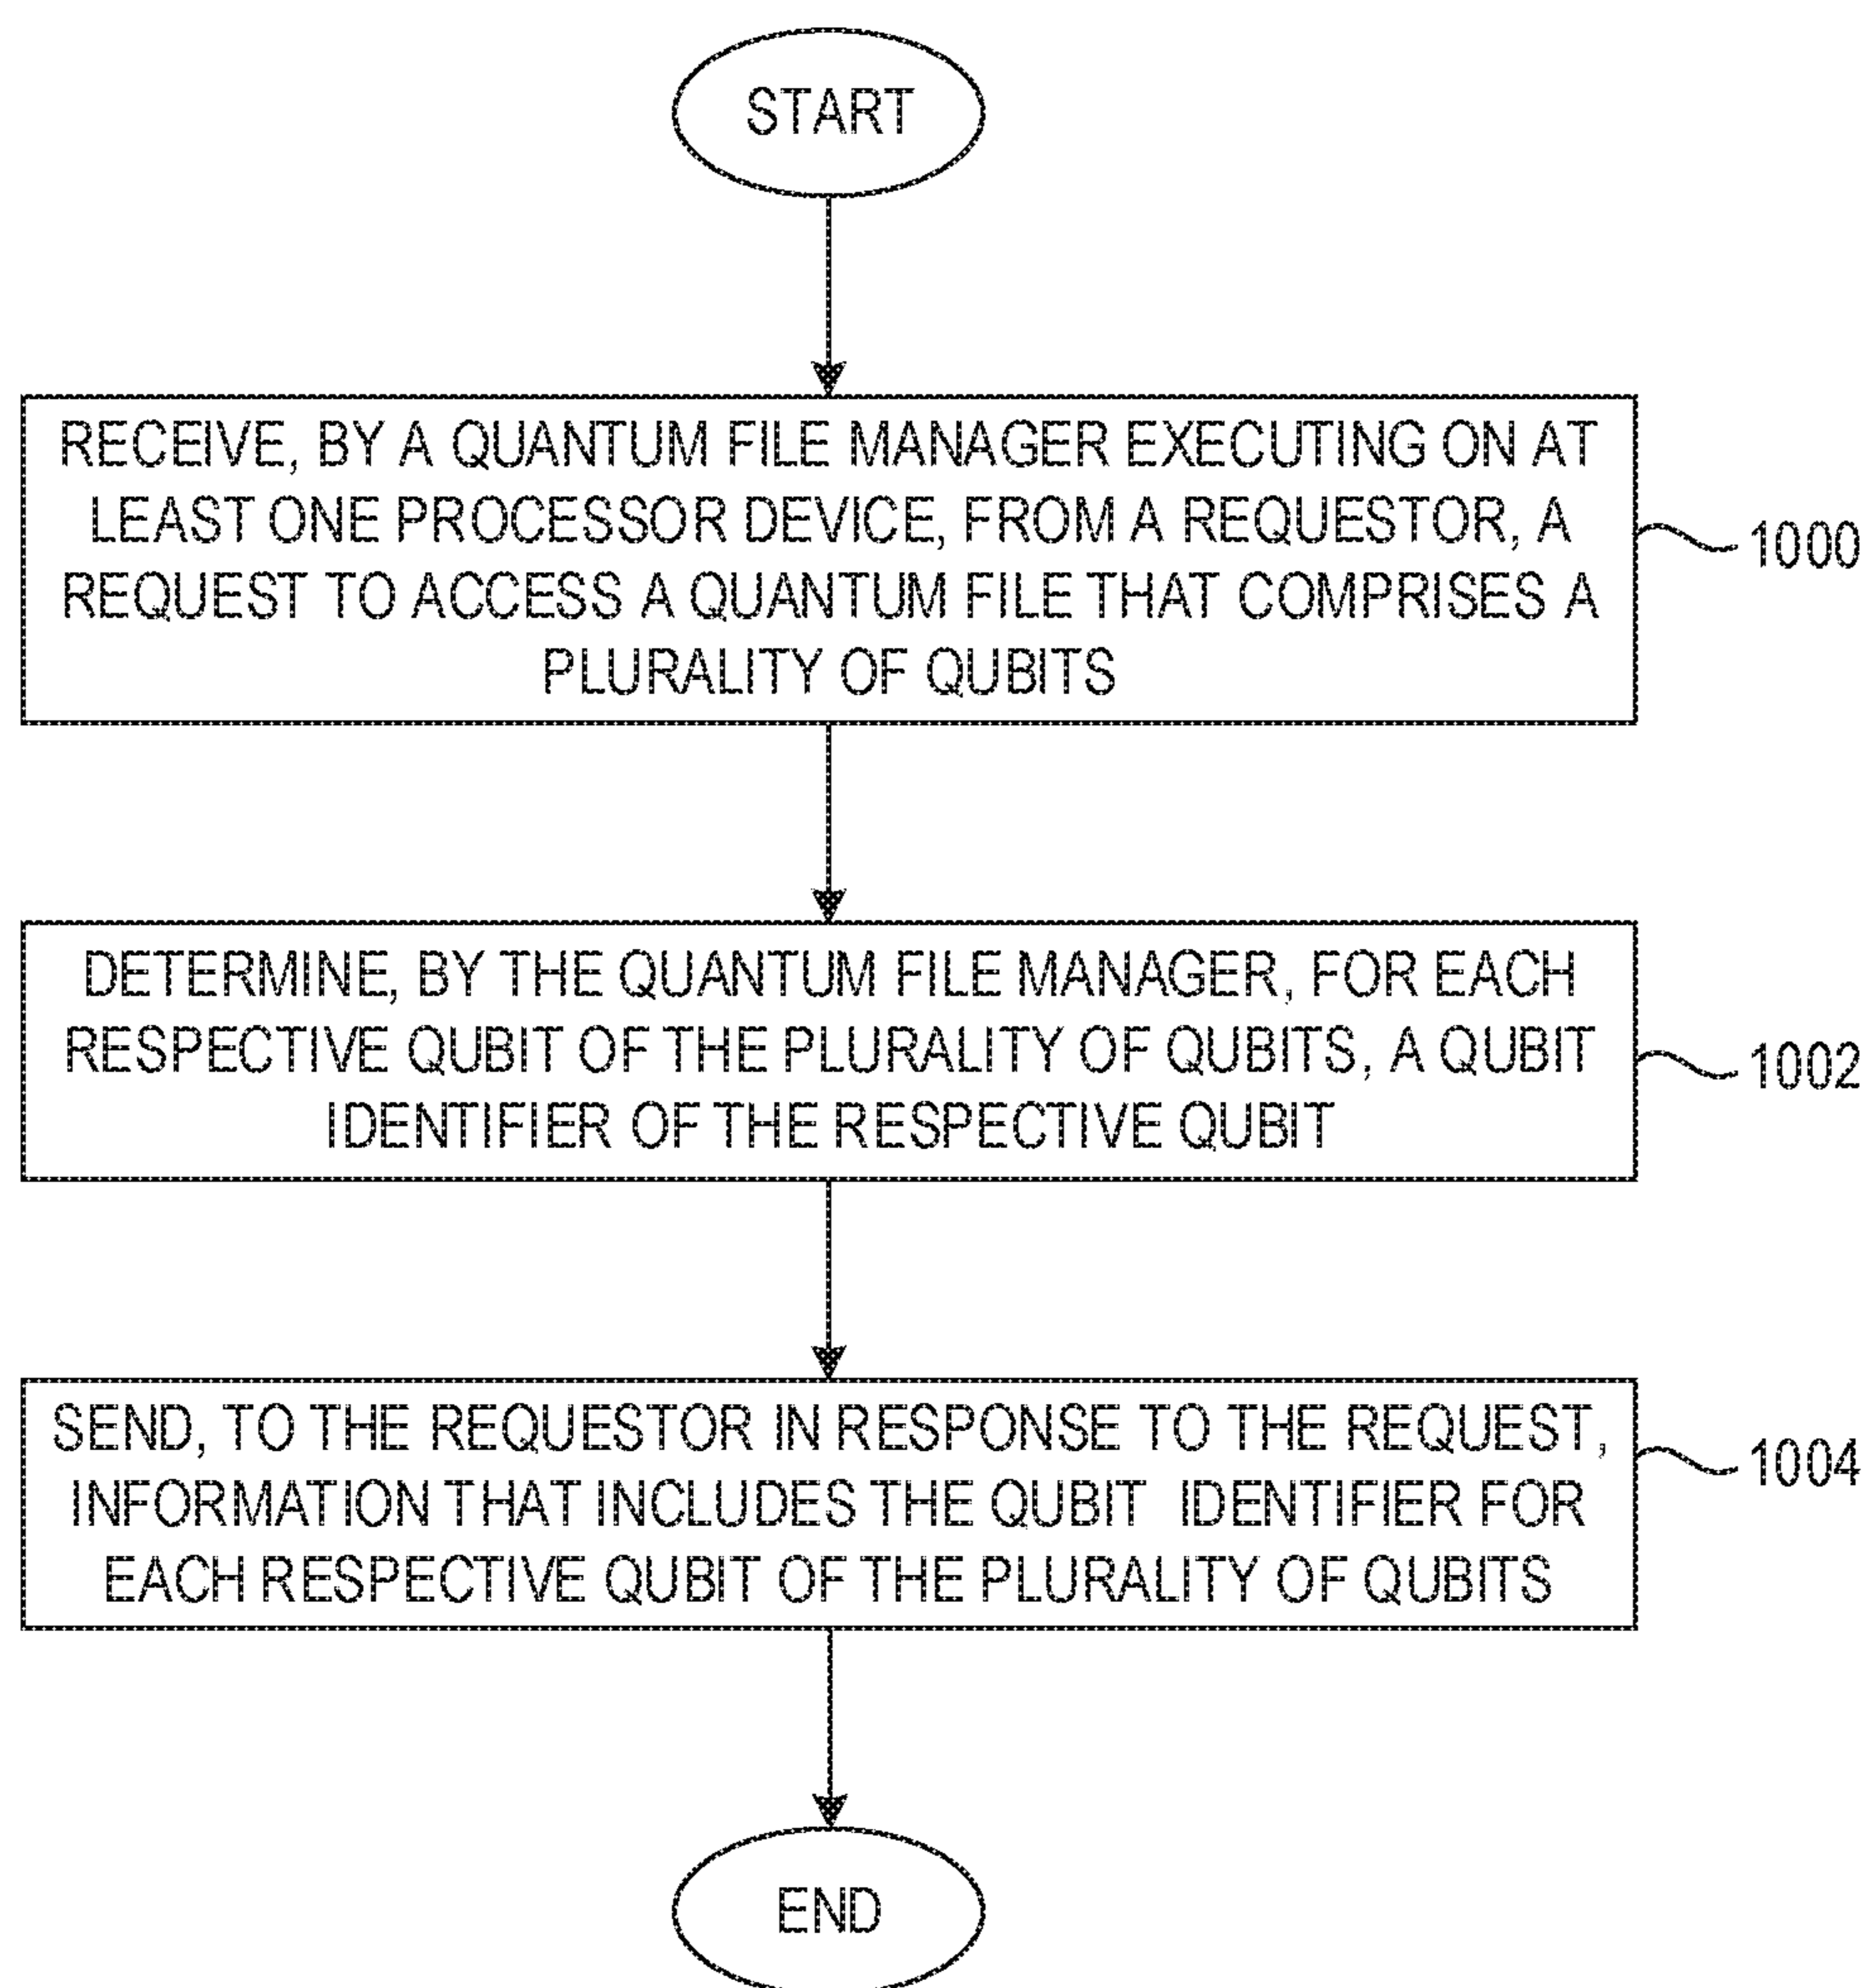 START
RECEIVE, BY A QUANTUM FILE MANAGER EXECUTING ON AT
LEAST ONE PROCESSOR DEVICE, FROM A REQUESTOR, A
REQUEST TO ACCESS A QUANTUM FILE THAT COMPRISES A
PLURALITY OF QUBITS
1000
DETERMINE, BY THE QUANTUM FILE MANAGER, FOR EACH
RESPECTIVE QUBIT OF THE PLURALITY OF QUBITS, A QUBIT
IDENTIFIER OF THE RESPECTIVE QUBIT
1002
SEND, TO THE REQUESTOR IN RESPONSE TO THE REQUEST,
INFORMATION THAT INCLUDES THE QUBIT IDENTIFIER FOR
EACH RESPECTIVE QUBIT OF THE PLURALITY OF QUBITS
1004
END